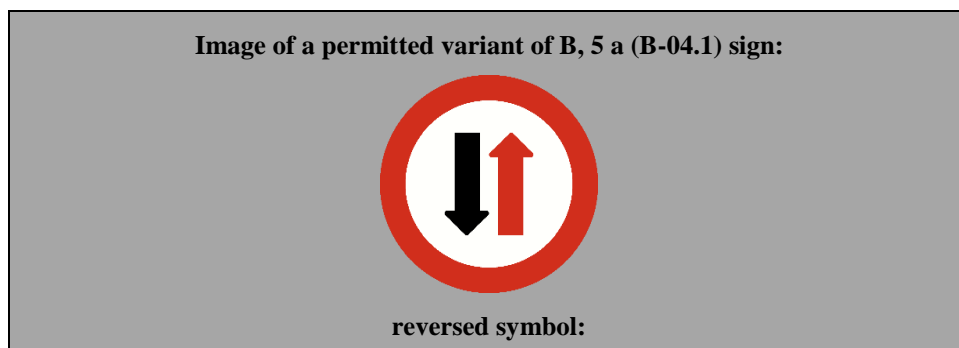 Image of a permitted variant of B, 5 a (B-04.1) sign:
reversed symbol: